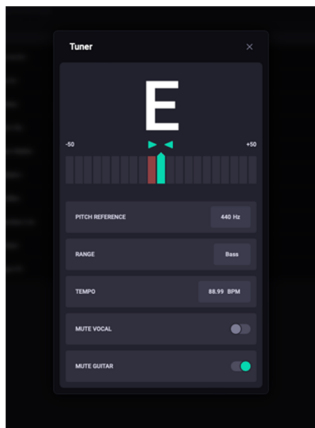 Tuner
E
-50 +50
PITCH REFERENCE 440 Hz
RANGE Bass
TEMPO 88.99 BPM
MUTE VOCAL
MUTE GUITAR